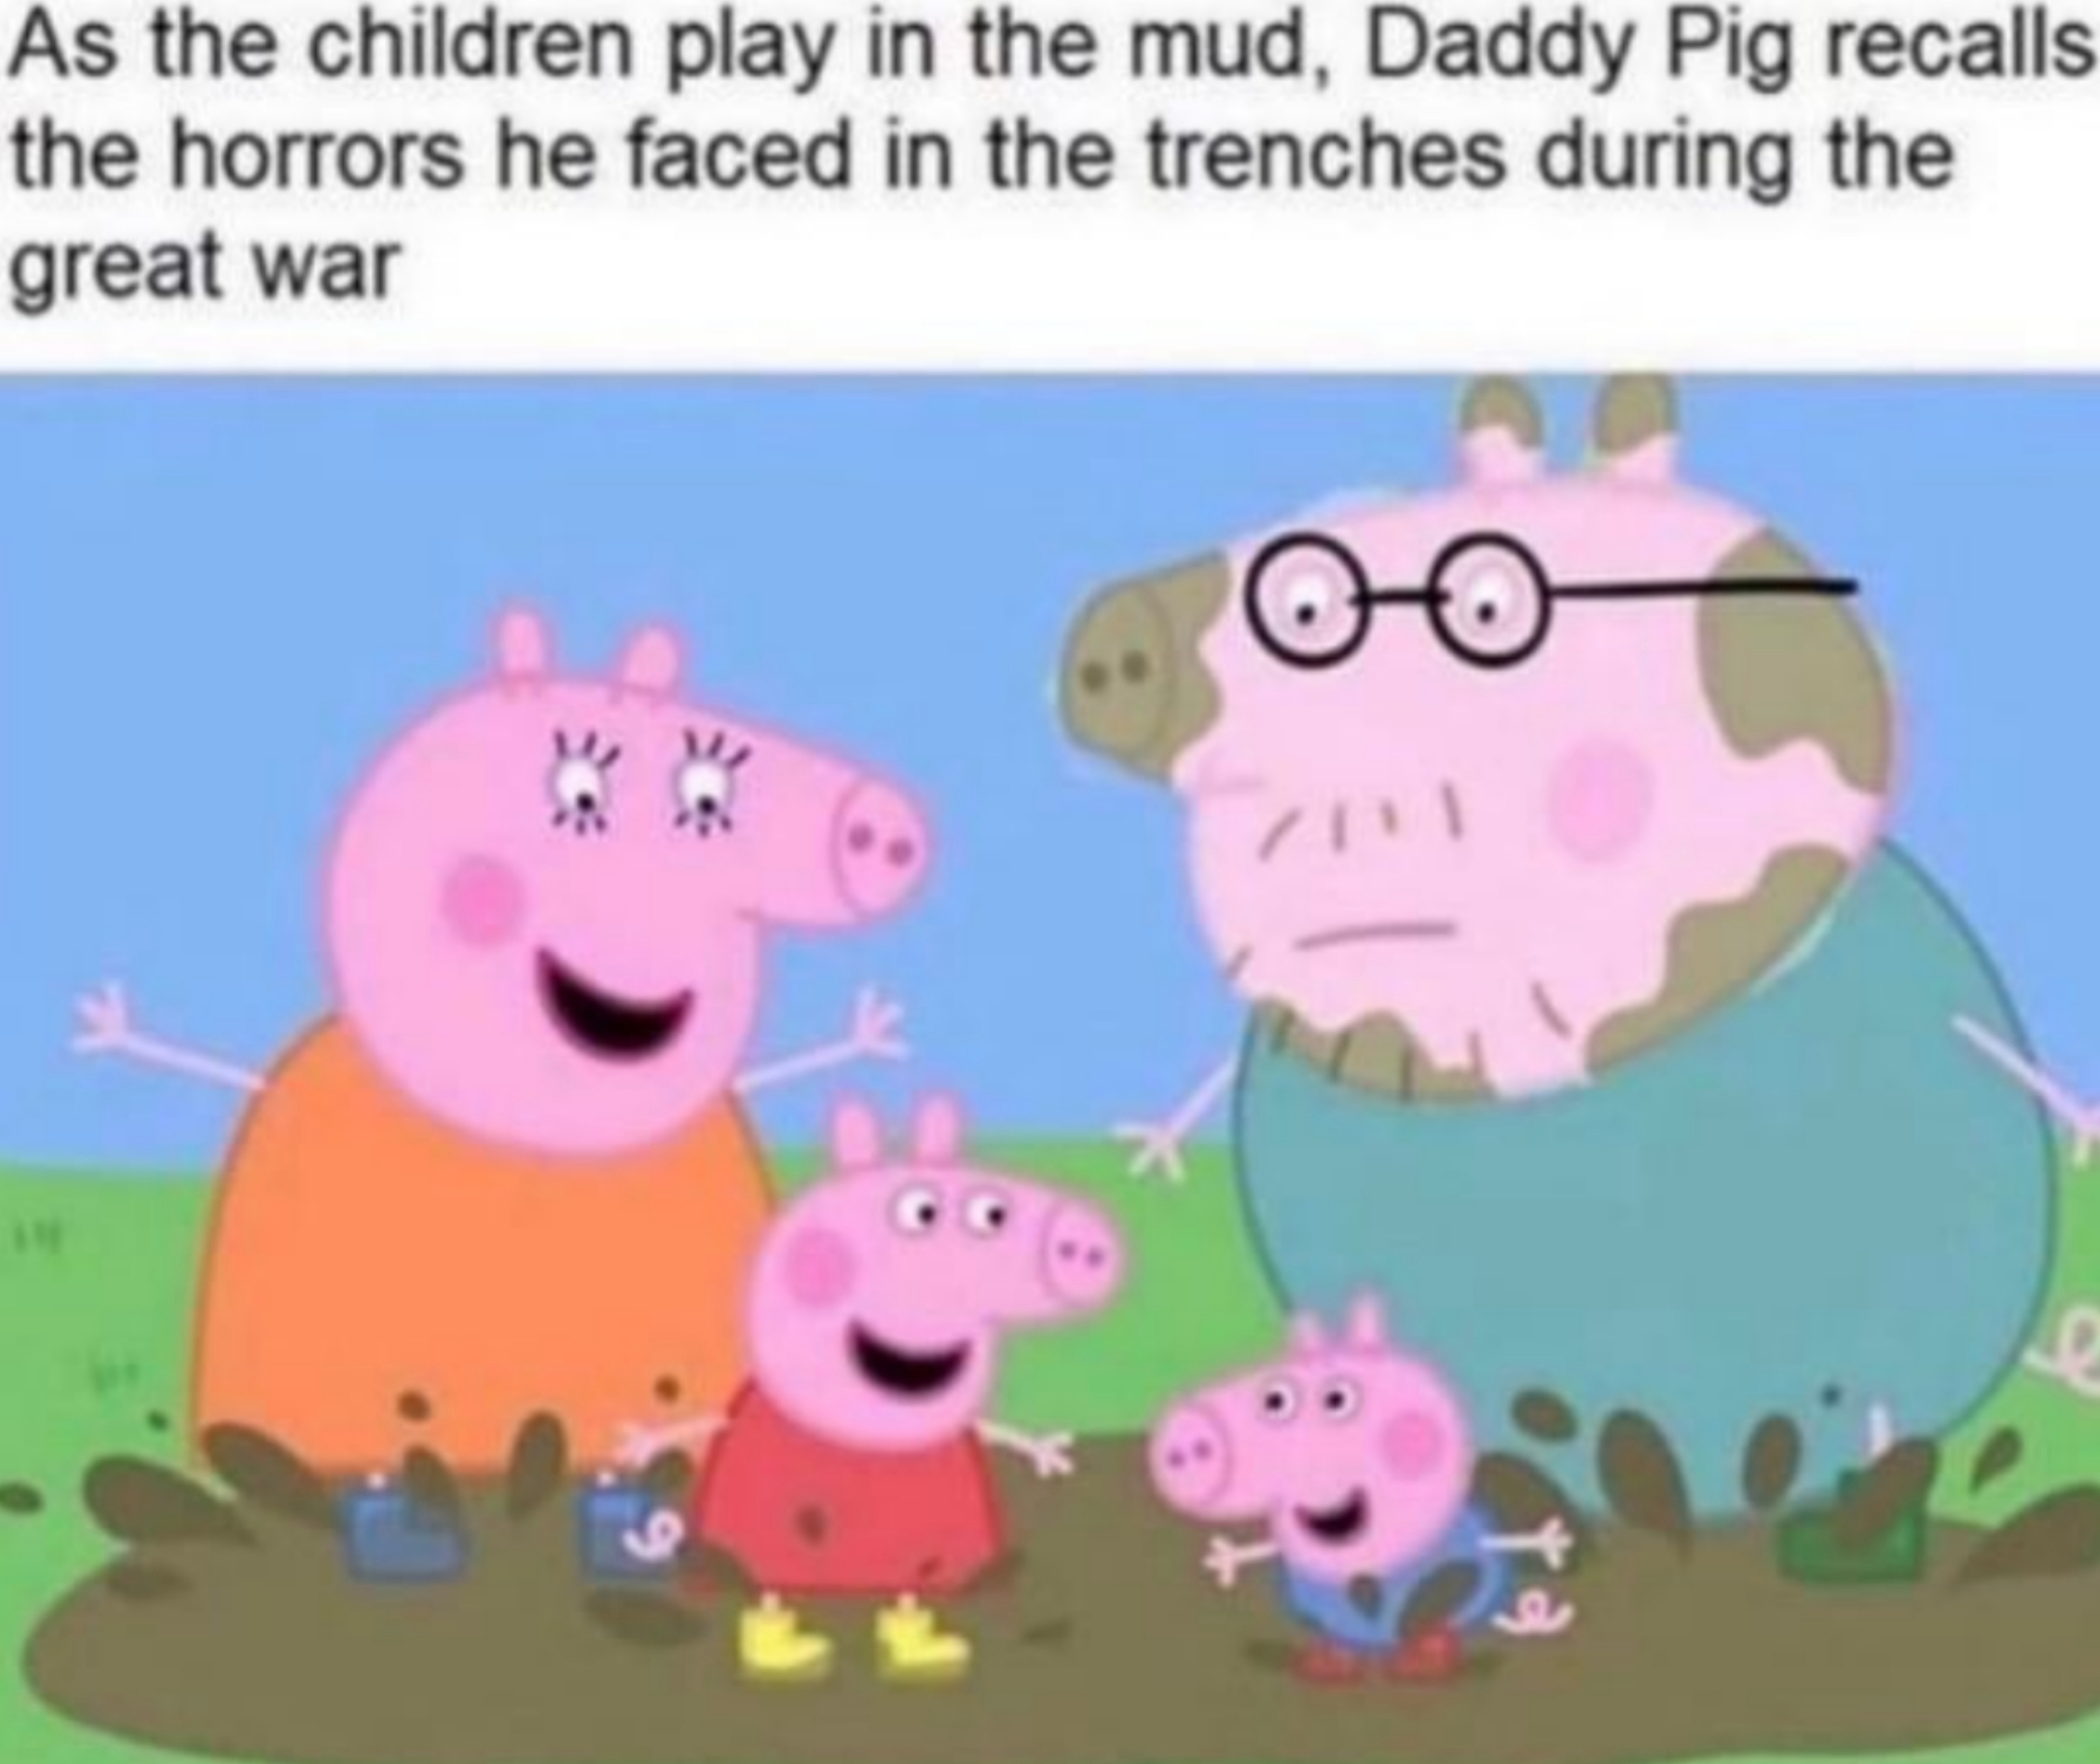 As the children play in the mud, Daddy Pig recalls
the horrors he faced in the trenches during the
great war